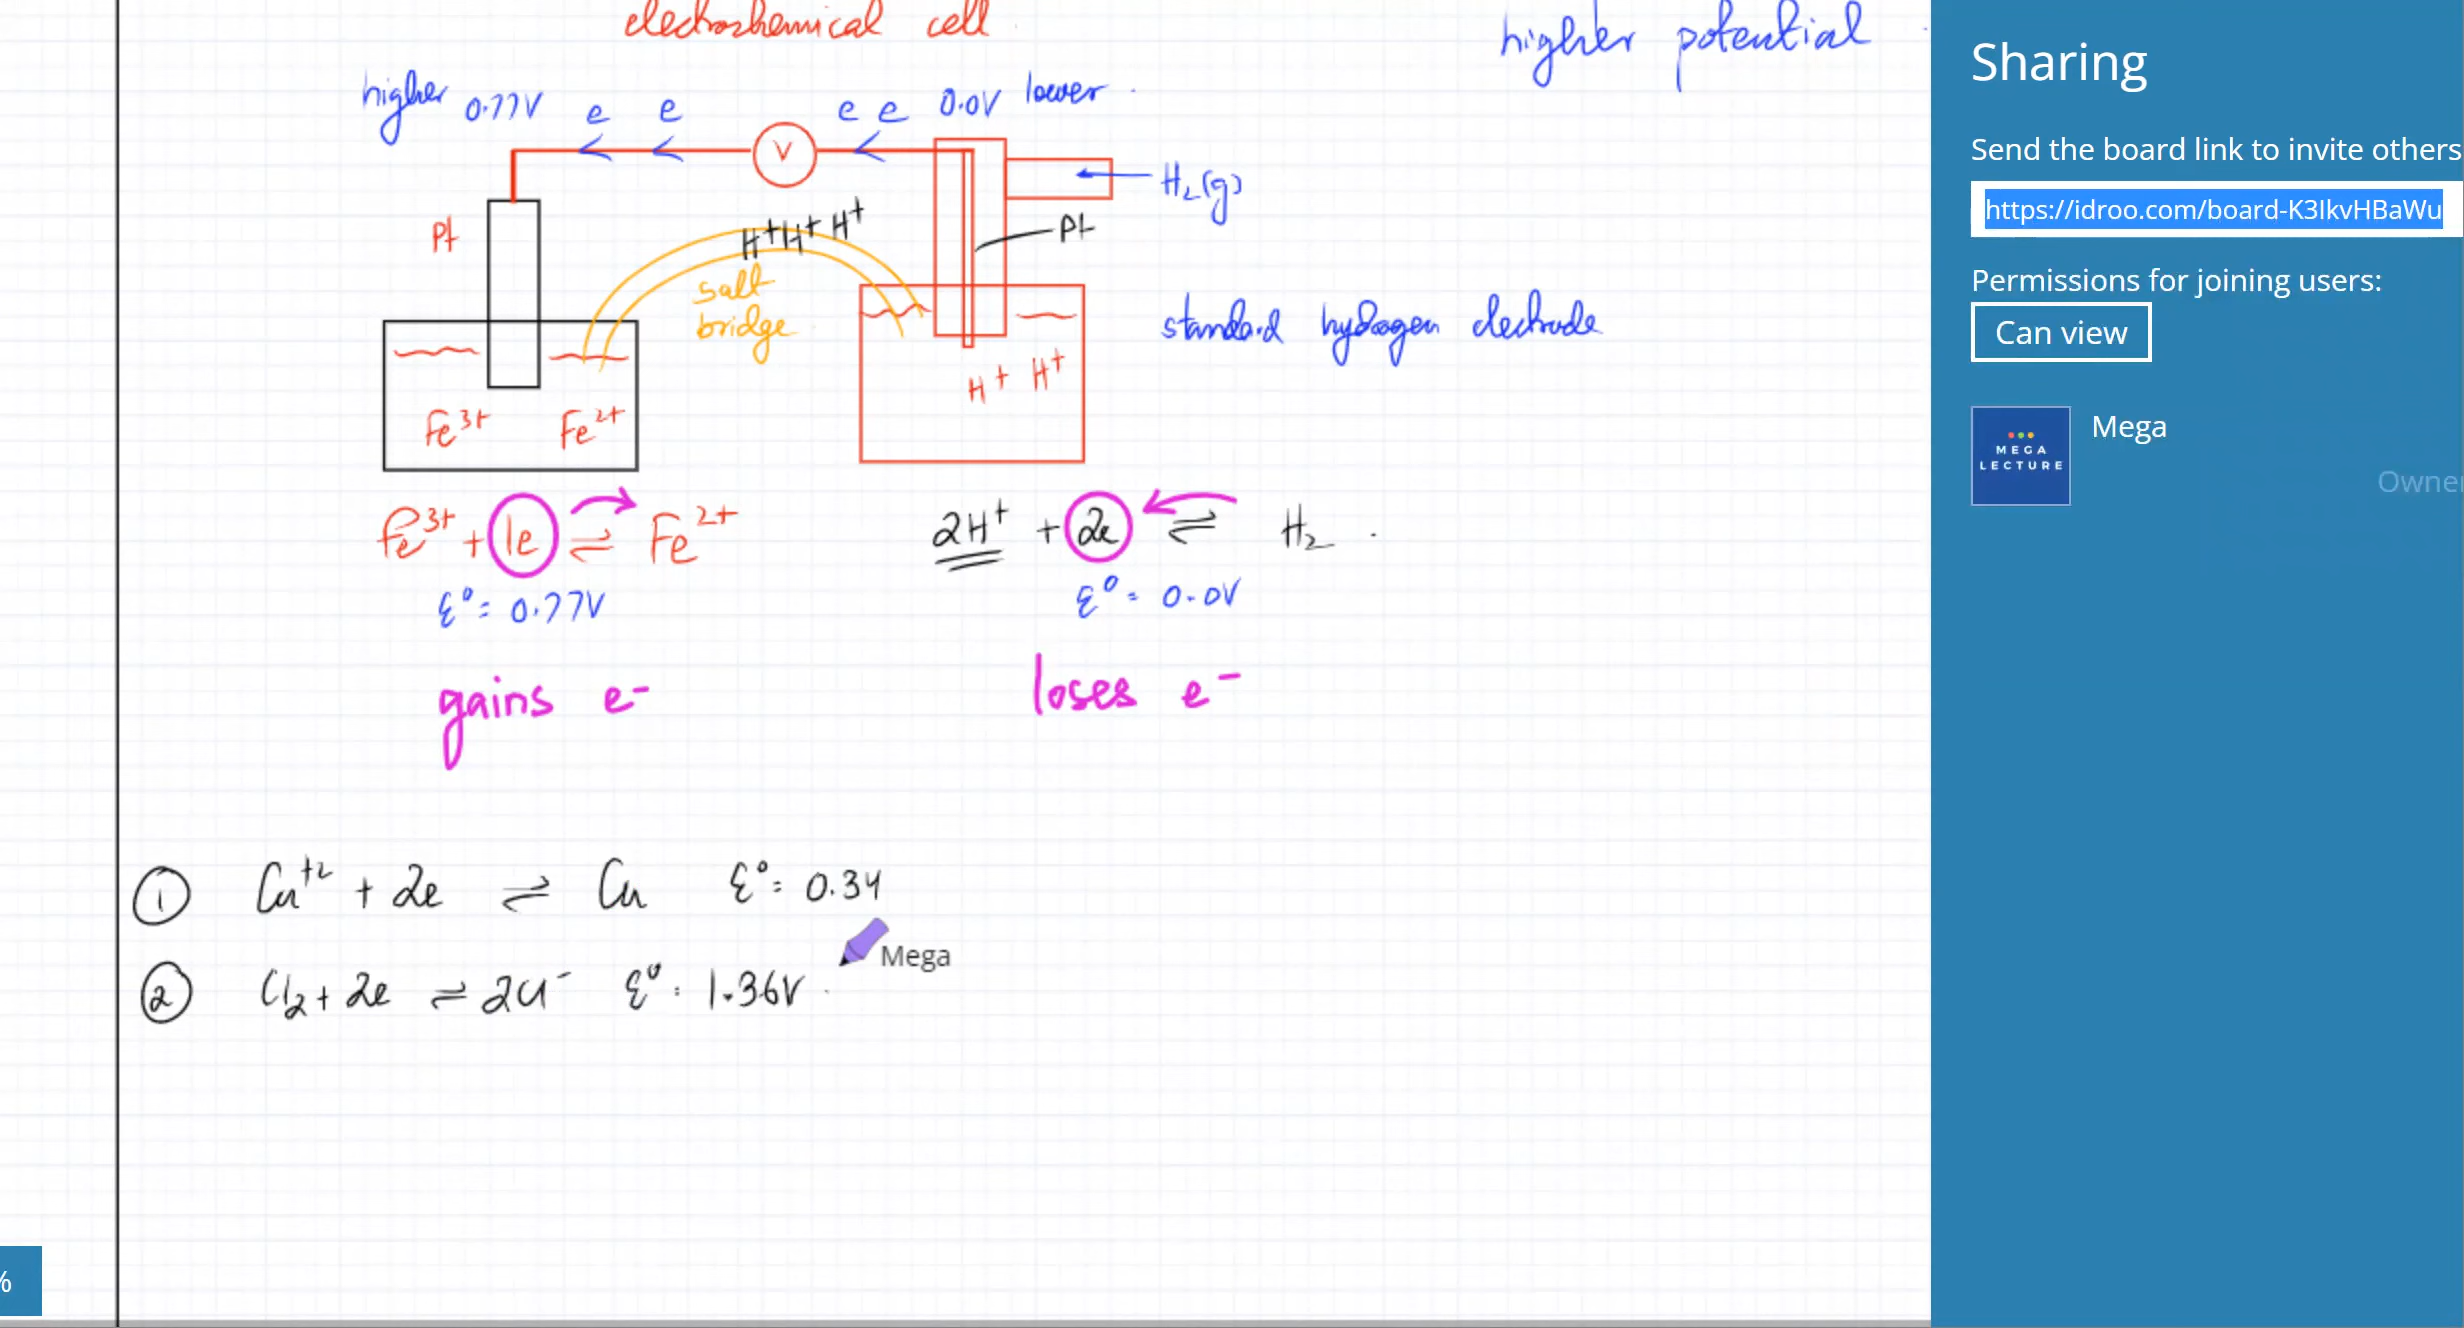 electrochemical cell
higher potential
higher 0.77V e e e e 0.0V lower
V
H₂(g)
Pt
H⁺ H⁺ H⁺
Pt
salt
bridge
standard hydrogen electrode
H⁺ H⁺
Fe³⁺ Fe²⁺
Fe³⁺ + 1e ⇌ Fe²⁺
2H⁺ + 2e ⇌ H₂
ε° = 0.77V
ε° = 0.0V
gains e⁻
loses e⁻
① Cu⁺² + 2e ⇌ Cu ε° = 0.34
② Cl₂ + 2e ⇌ 2Cl⁻ ε° = 1.36V
Mega
%
Sharing
Send the board link to invite others
https://idroo.com/board-K3IkvHBaWu
Permissions for joining users:
Can view
MEGA
LECTURE
Mega
Owne